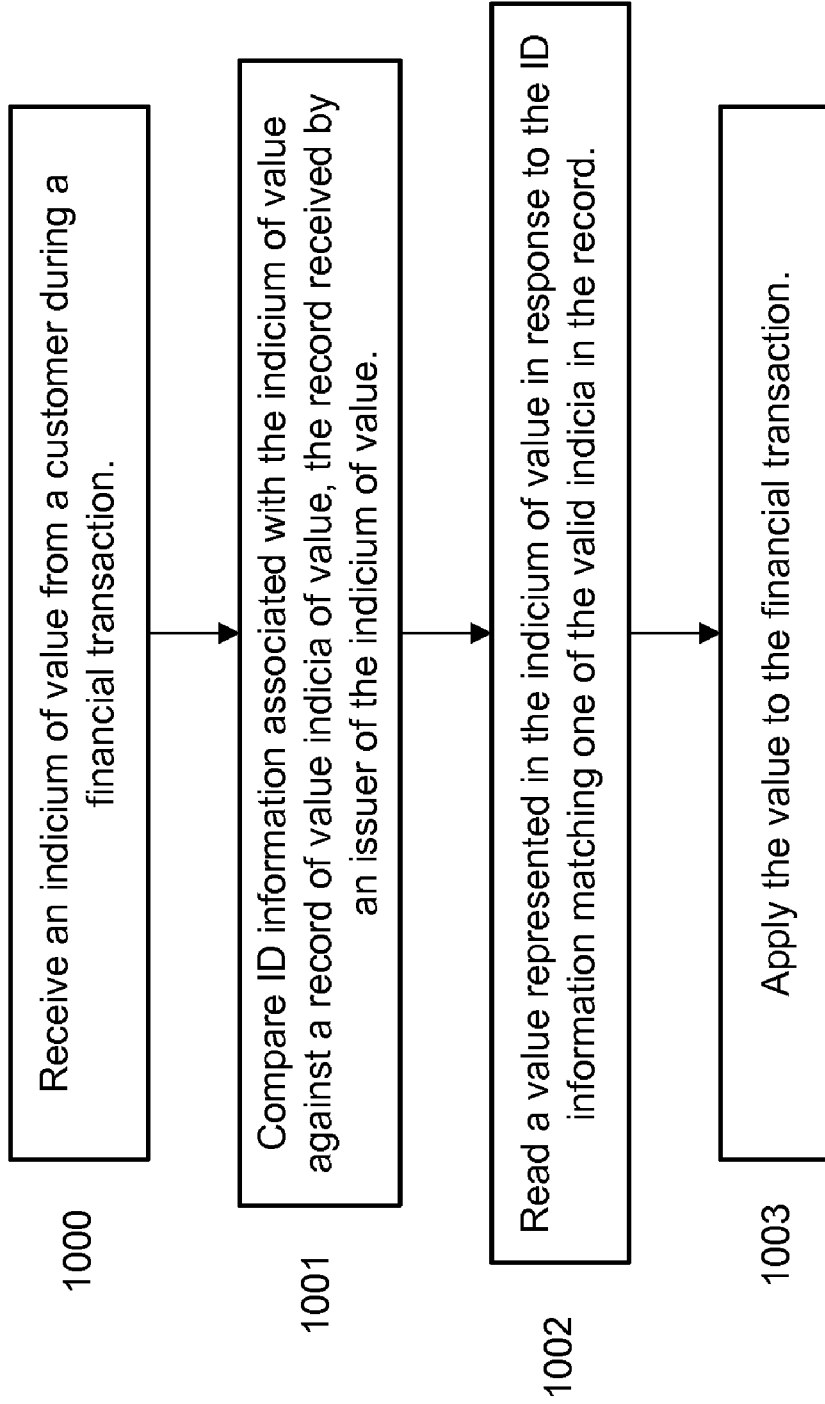 1000
Receive an indicium of value from a customer during a
financial transaction.
1001
Compare ID information associated with the indicium of value
against a record of value indicia of value, the record received by
an issuer of the indicium of value.
1002
Read a value represented in the indicium of value in response to the ID
information matching one of the valid indicia in the record.
1003
Apply the value to the financial transaction.